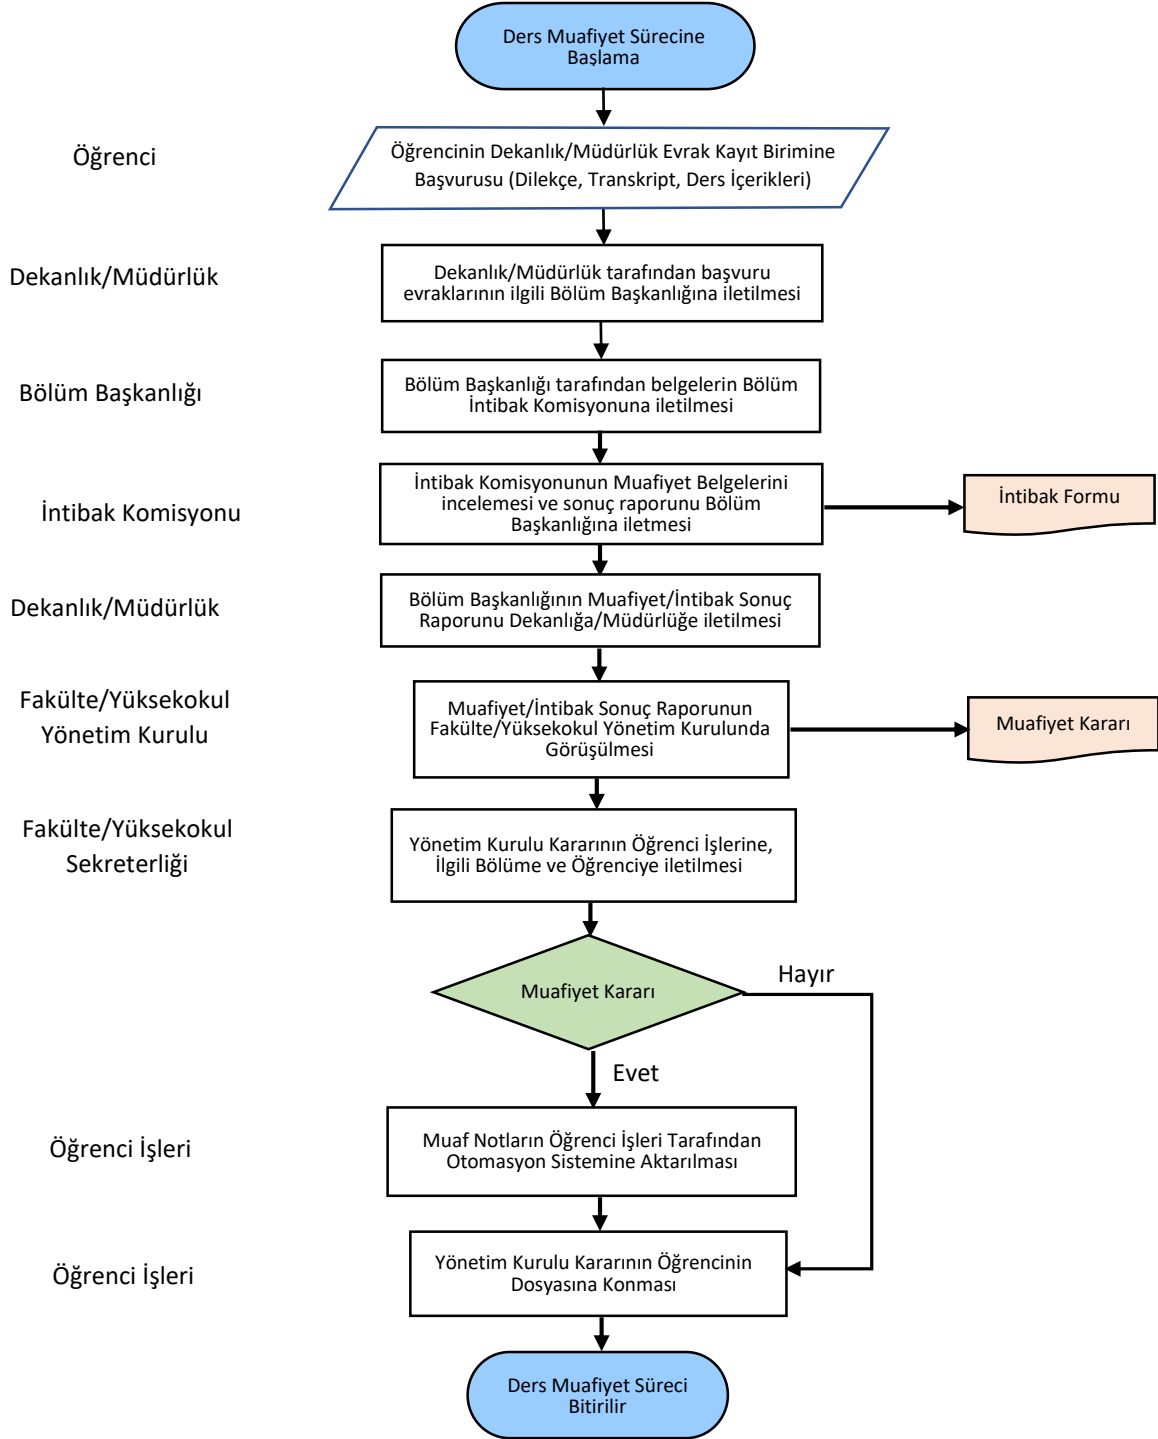 Ders Muafiyet Sürecine
Başlama
Öğrenci
Öğrencinin Dekanlık/Müdürlük Evrak Kayıt Birimine
Başvurusu (Dilekçe, Transkript, Ders İçerikleri)
Dekanlık/Müdürlük
Dekanlık/Müdürlük tarafından başvuru
evraklarının ilgili Bölüm Başkanlığına iletilmesi
Bölüm Başkanlığı
Bölüm Başkanlığı tarafından belgelerin Bölüm
İntibak Komisyonuna iletilmesi
İntibak Komisyonu
İntibak Komisyonunun Muafiyet Belgelerini
incelemesi ve sonuç raporunu Bölüm
Başkanlığına iletmesi
İntibak Formu
Dekanlık/Müdürlük
Bölüm Başkanlığının Muafiyet/İntibak Sonuç
Raporunu Dekanlığa/Müdürlüğe iletilmesi
Fakülte/Yüksekokul
Yönetim Kurulu
Muafiyet/İntibak Sonuç Raporunun
Fakülte/Yüksekokul Yönetim Kurulunda
Görüşülmesi
Muafiyet Kararı
Fakülte/Yüksekokul
Sekreterliği
Yönetim Kurulu Kararının Öğrenci İşlerine,
İlgili Bölüme ve Öğrenciye iletilmesi
Muafiyet Kararı
Hayır
Evet
Öğrenci İşleri
Muaf Notların Öğrenci İşleri Tarafından
Otomasyon Sistemine Aktarılması
Öğrenci İşleri
Yönetim Kurulu Kararının Öğrencinin
Dosyasına Konması
Ders Muafiyet Süreci
Bitirilir